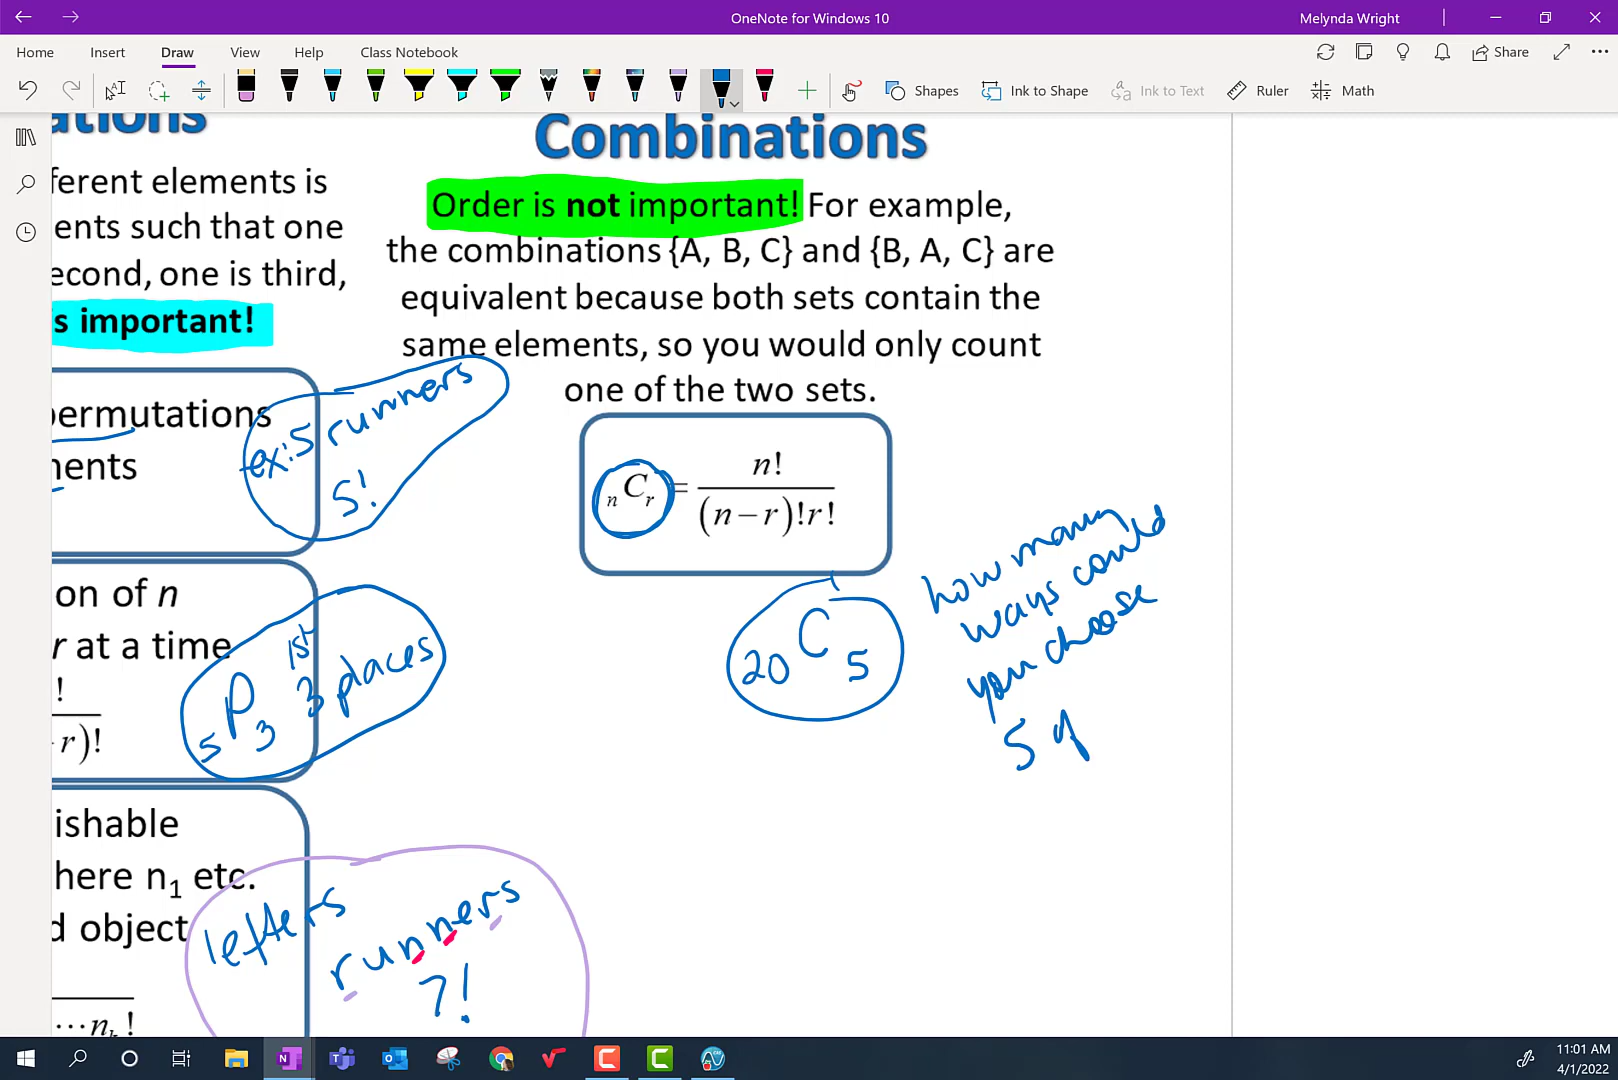 OneNote for Windows 10
Melynda Wright
Home Insert Draw View Help Class Notebook
Share
Shapes Ink to Shape Ink to Text Ruler Math
ations
ferent elements is
ents such that one
econd, one is third,
s important!
permutations
ments
ex: 5 runners
5!
on of n
r at a time
!
r)!
5P3
1st
3 places
ishable
here n₁ etc.
d object
⋯nₖ!
letters
runners
7!
Combinations
Order is not important! For example,
the combinations {A, B, C} and {B, A, C} are
equivalent because both sets contain the
same elements, so you would only count
one of the two sets.
nCr = n!
(n−r)!r!
20C5
how many
ways could
you choose
5 of
11:01 AM
4/1/2022